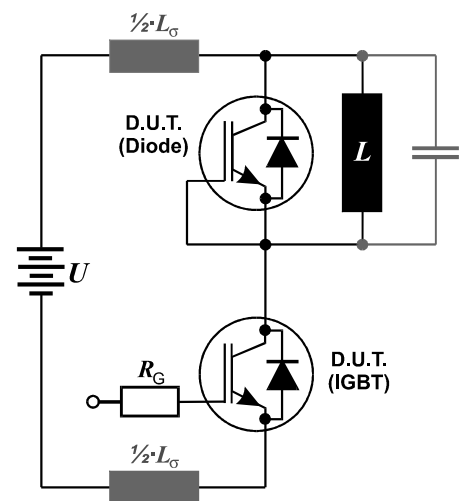 ½·Lσ
D.U.T.
(Diode)
L
U
D.U.T.
(IGBT)
RG
½·Lσ